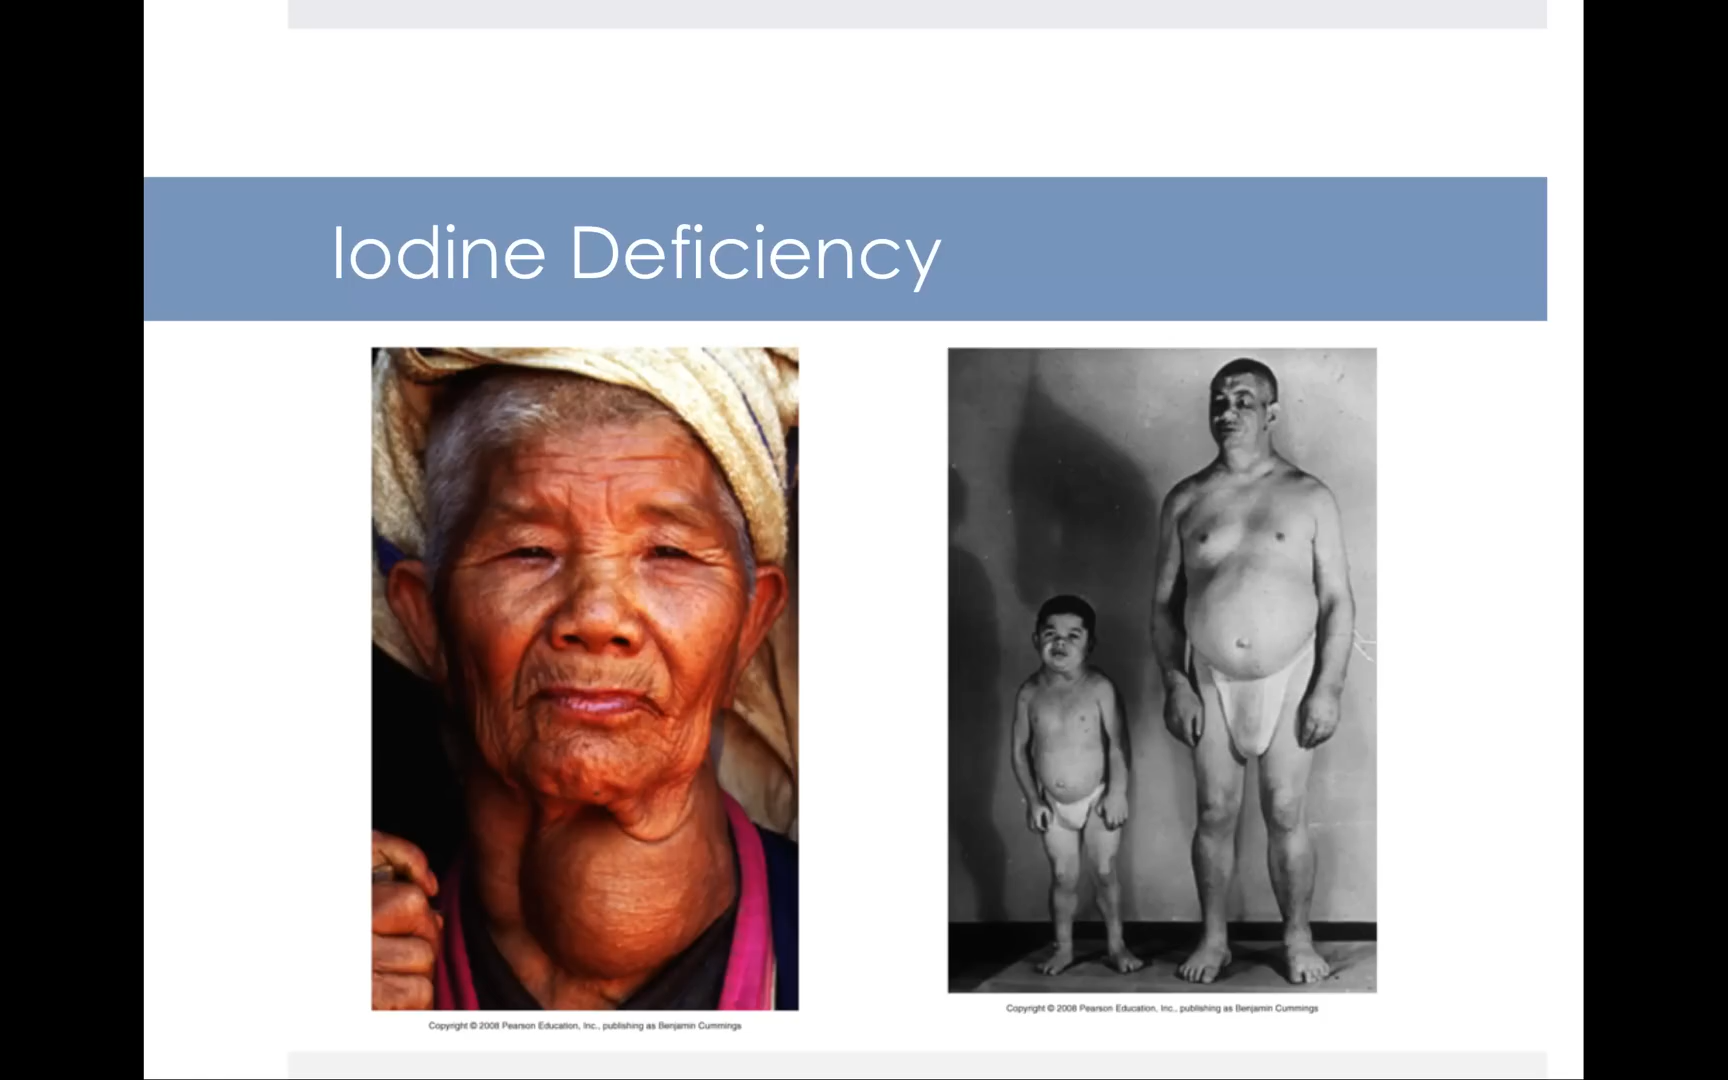 Iodine Deficiency
Copyright © 2008 Pearson Education, Inc., publishing as Benjamin Cummings
Copyright © 2008 Pearson Education, Inc., publishing as Benjamin Cummings